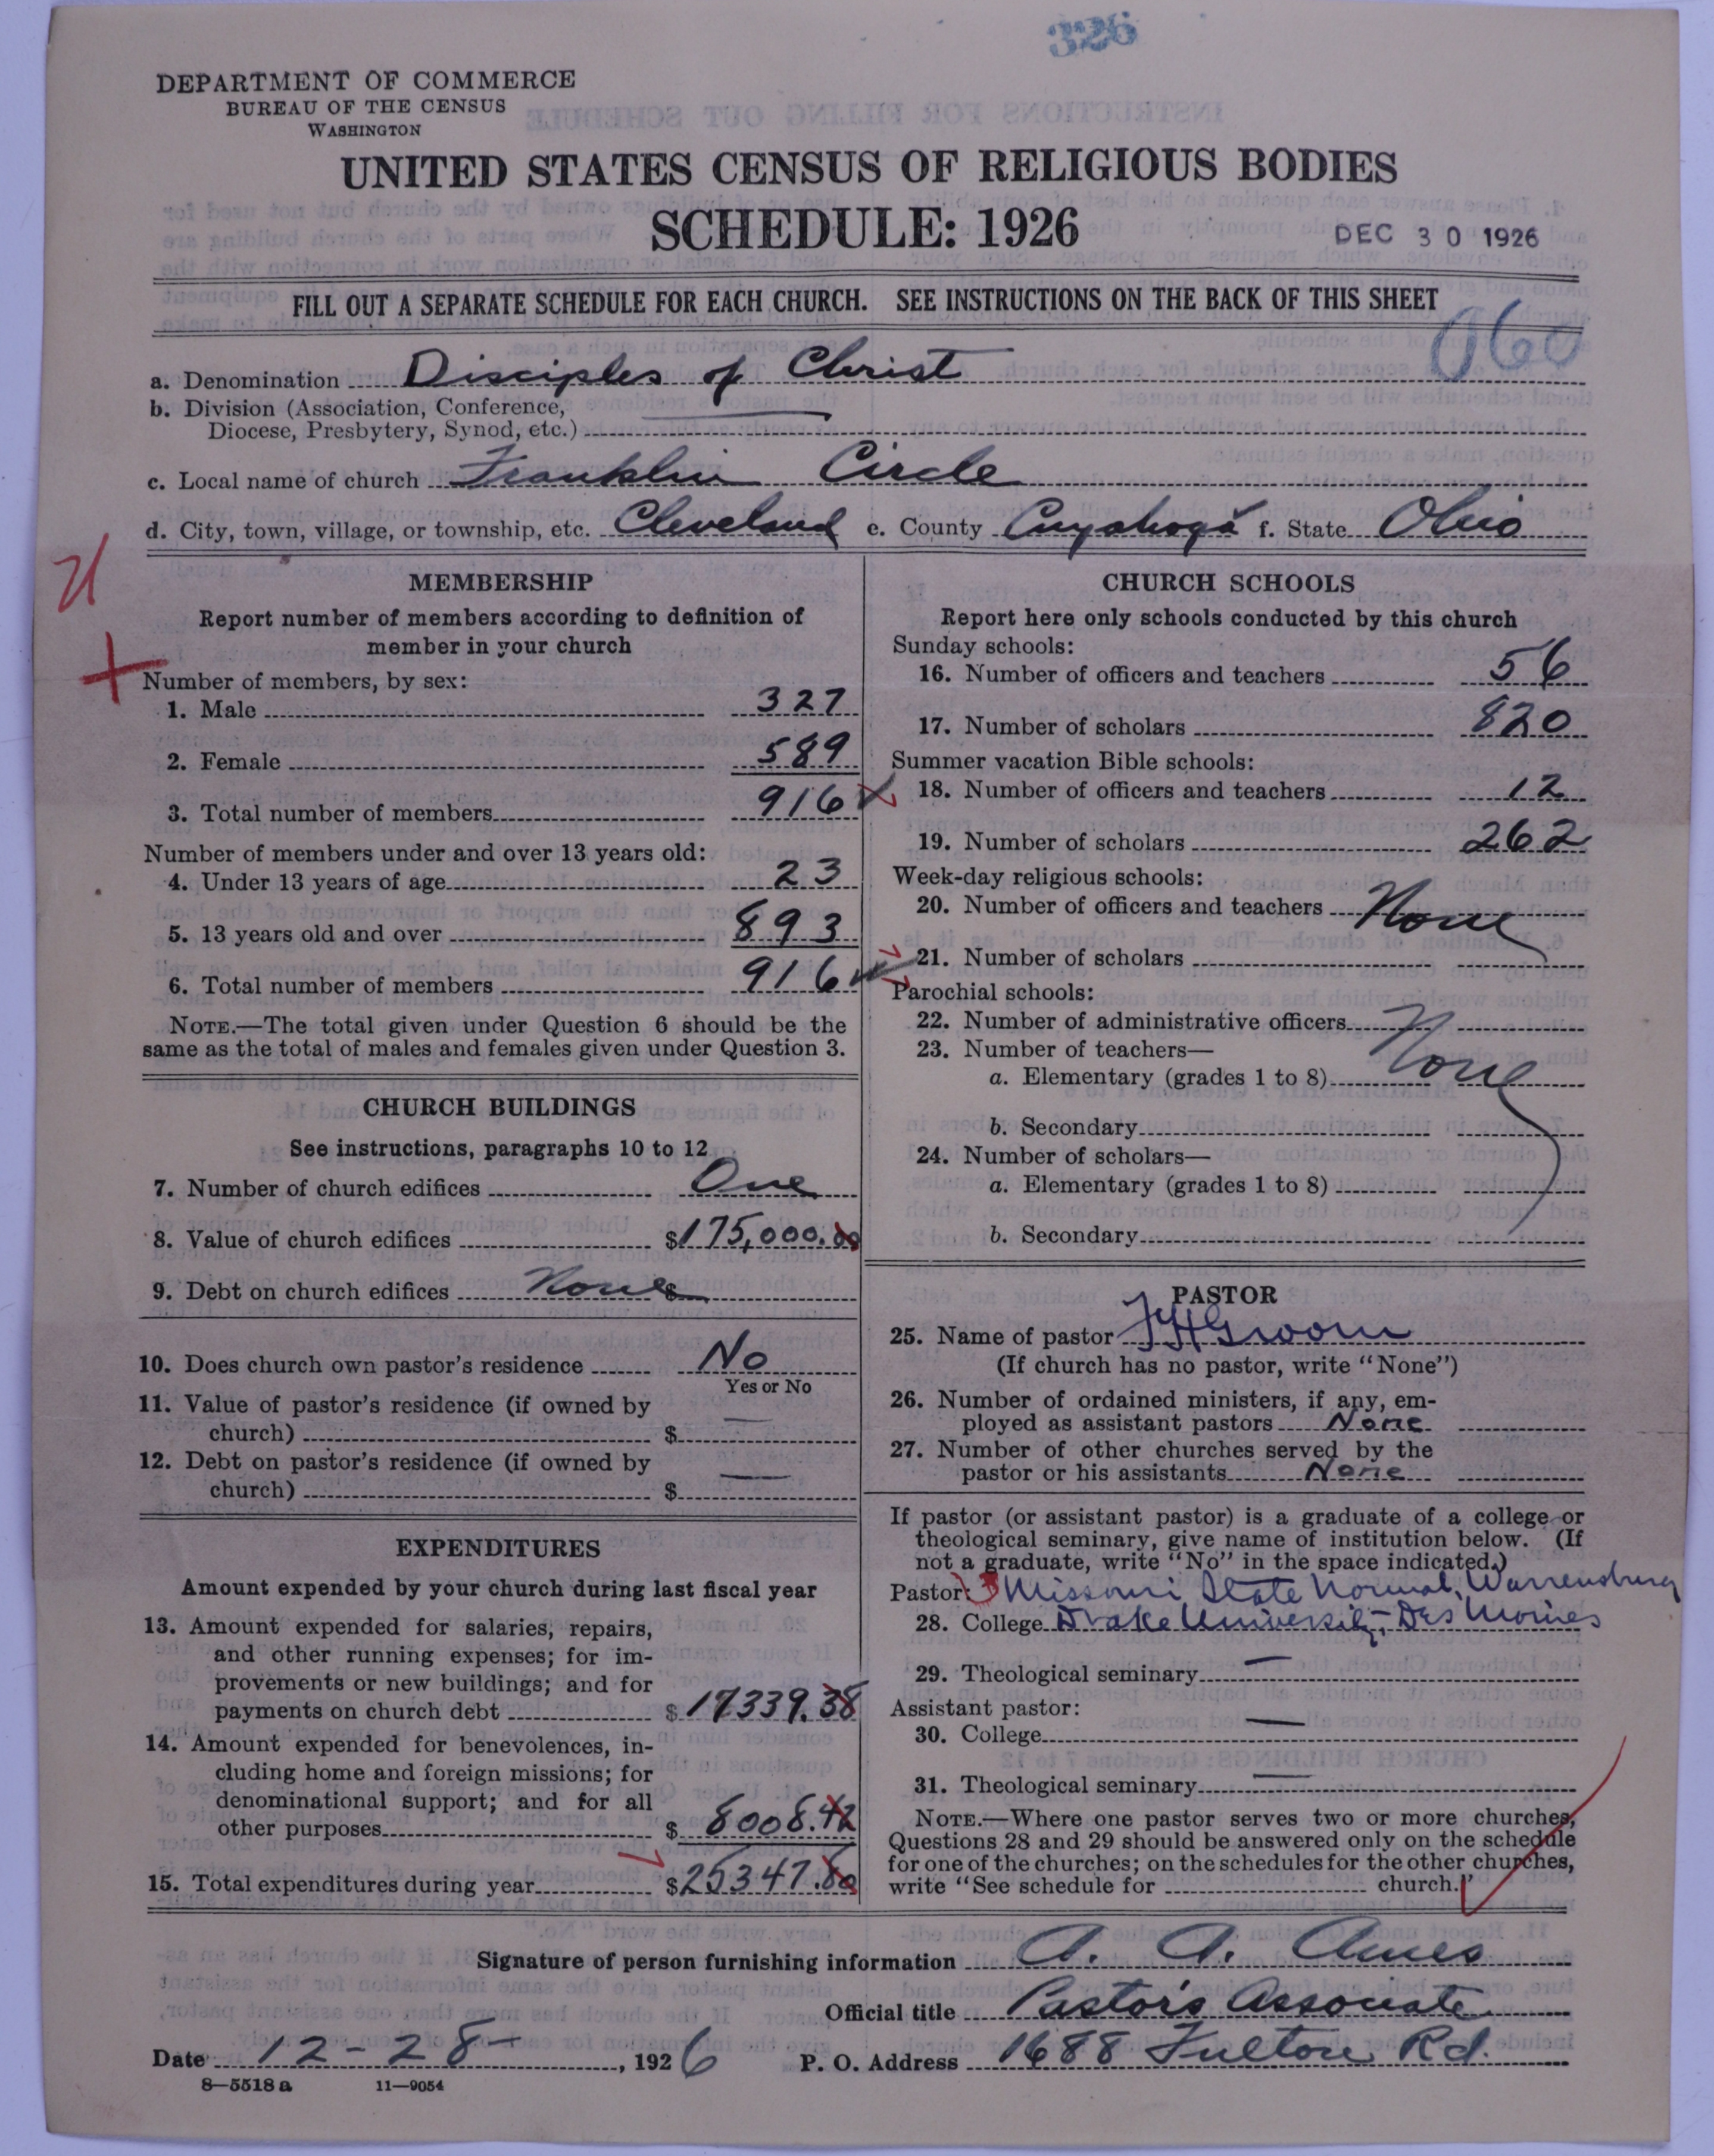 326
DEPARTMENT OF COMMERCE
BUREAU OF THE CENSUS
WASHINGTON
UNITED STATES CENSUS OF RELIGIOUS BODIES
SCHEDULE: 1926
DEC 30 1926
FILL OUT A SEPARATE SCHEDULE FOR EACH CHURCH. SEE INSTRUCTIONS ON THE BACK OF THIS SHEET
060
a. Denomination Disciples of Christ
b. Division (Association, Conference,
Diocese, Presbytery, Synod, etc.)
c. Local name of church Franklin Circle
d. City, town, village, or township, etc. Cleveland e. County Cuyahoga f. State Ohio
MEMBERSHIP
Report number of members according to definition of
member in your church
Number of members, by sex:
1. Male 327
2. Female 589
3. Total number of members 916
Number of members under and over 13 years old:
4. Under 13 years of age 23
5. 13 years old and over 893
6. Total number of members 916
NOTE.—The total given under Question 6 should be the
same as the total of males and females given under Question 3.
CHURCH BUILDINGS
See instructions, paragraphs 10 to 12
7. Number of church edifices One
8. Value of church edifices $175,000.00
9. Debt on church edifices None $
10. Does church own pastor's residence No
Yes or No
11. Value of pastor's residence (if owned by
church) $ —
12. Debt on pastor's residence (if owned by
church) $ —
EXPENDITURES
Amount expended by your church during last fiscal year
13. Amount expended for salaries, repairs,
and other running expenses; for im-
provements or new buildings; and for
payments on church debt $17339.38
14. Amount expended for benevolences, in-
cluding home and foreign missions; for
denominational support; and for all
other purposes $8008.42
15. Total expenditures during year $25347.80
CHURCH SCHOOLS
Report here only schools conducted by this church
Sunday schools:
16. Number of officers and teachers 56
17. Number of scholars 820
Summer vacation Bible schools:
18. Number of officers and teachers 12
19. Number of scholars 262
Week-day religious schools:
20. Number of officers and teachers None
21. Number of scholars
Parochial schools:
22. Number of administrative officers None
23. Number of teachers—
a. Elementary (grades 1 to 8)
b. Secondary
24. Number of scholars—
a. Elementary (grades 1 to 8)
b. Secondary
PASTOR
25. Name of pastor Groom
(If church has no pastor, write "None")
26. Number of ordained ministers, if any, em-
ployed as assistant pastors None
27. Number of other churches served by the
pastor or his assistants None
If pastor (or assistant pastor) is a graduate of a college or
theological seminary, give name of institution below. (If
not a graduate, write "No" in the space indicated.)
Pastor: Missouri State Normal, Warrensburg
28. College Drake University - Des Moines
29. Theological seminary —
Assistant pastor:
30. College —
31. Theological seminary —
NOTE.—Where one pastor serves two or more churches,
Questions 28 and 29 should be answered only on the schedule
for one of the churches; on the schedules for the other churches,
write "See schedule for church."
Signature of person furnishing information A. A. Ames
Official title Pastor's Associate
Date 12-28-, 1926 P. O. Address 1688 Fulton Rd.
8—5518 a 11—9054